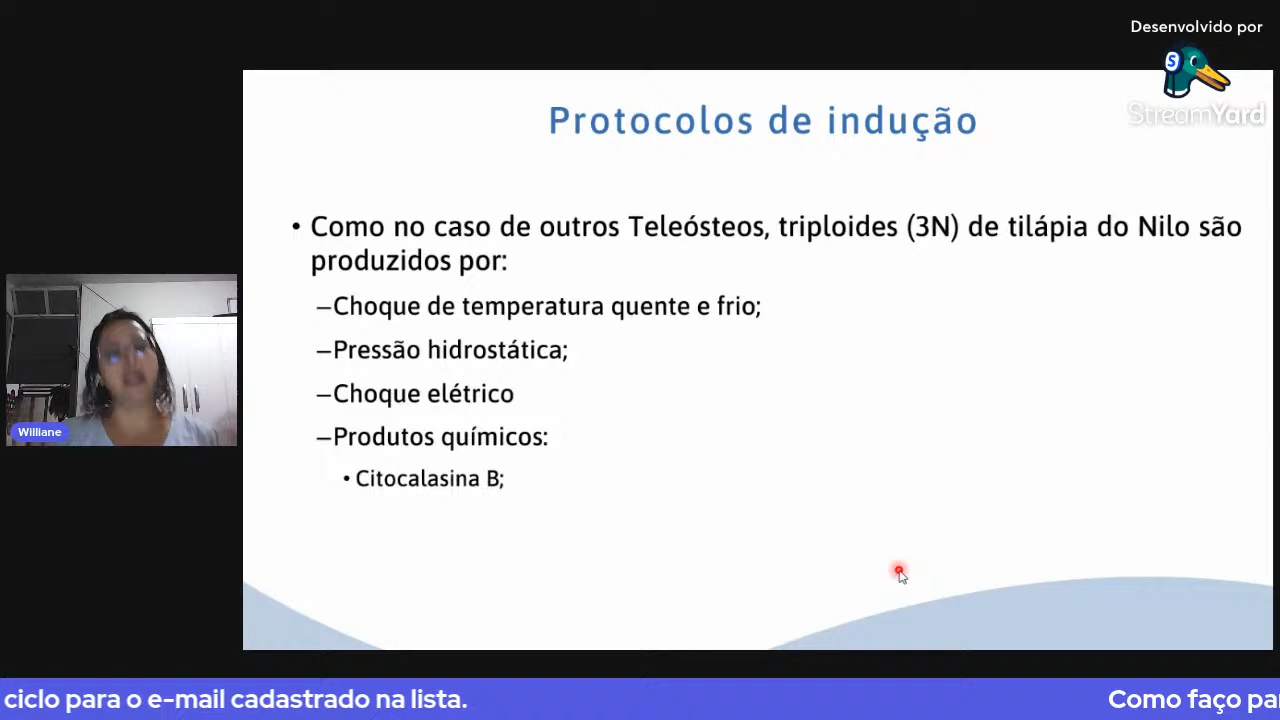 Desenvolvido por
S
StreamYard
Protocolos de indução
• Como no caso de outros Teleósteos, triploides (3N) de tilápia do Nilo são
produzidos por:
–Choque de temperatura quente e frio;
–Pressão hidrostática;
–Choque elétrico
–Produtos químicos:
• Citocalasina B;
Williane
ciclo para o e-mail cadastrado na lista.
Como faço par